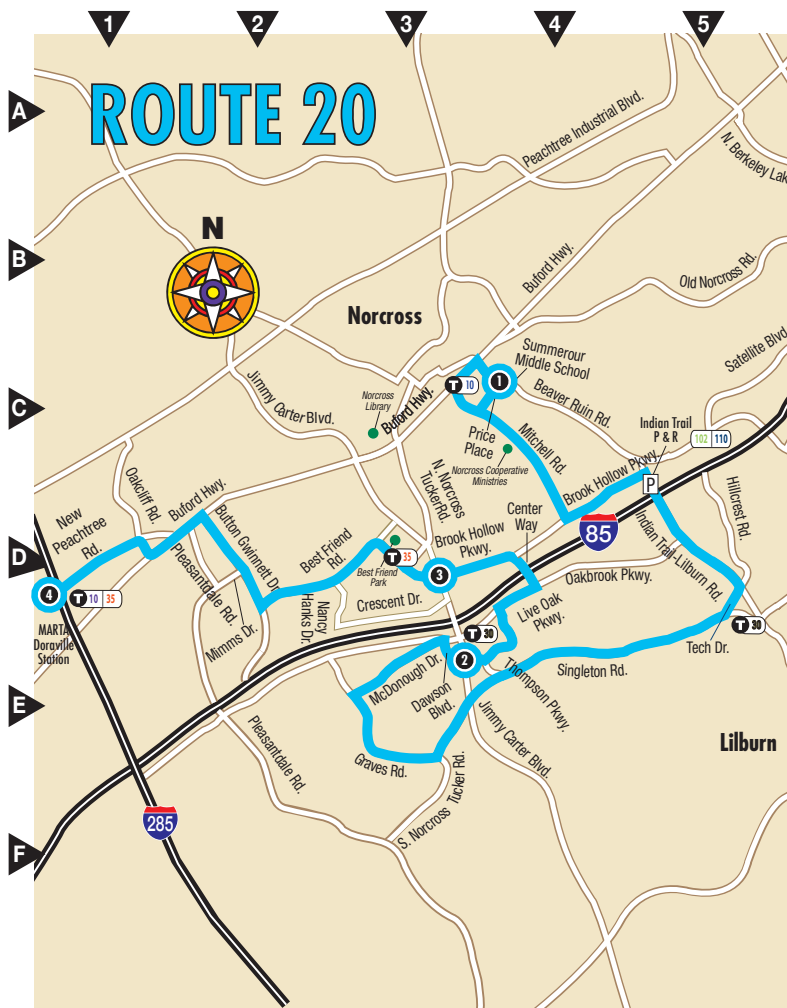 1 2 3 4 5
A
ROUTE 20
Peachtree Industrial Blvd.
N. Berkeley Lak
B
N
Buford Hwy.
Old Norcross Rd.
Norcross
Satellite Blvd
Summerour
Middle School
Jimmy Carter Blvd.
T 10
1
Beaver Ruin Rd.
C
Norcross
Library
Buford Hwy.
Price
Place
Mitchell Rd.
Indian Trail
P & R
102 110
Norcross Cooperative
Ministries
Oakcliff Rd.
Buford Hwy.
N. Norcross
Tucker Rd.
Brook Hollow Pkwy.
P
Hillcrest Rd.
New
Peachtree
Rd.
Button Gwinnett Dr.
Center
Way
85
D
Pleasantdale Rd.
Best Friend
Rd.
Brook Hollow
Pkwy.
Indian Trail-Lilburn Rd.
T 35
Best Friend
Park
3
Oakbrook Pkwy.
4
T 10 35
Nancy
Hanks Dr.
Crescent Dr.
Live Oak
Pkwy.
MARTA
Doraville
Station
Mimms Dr.
T 30
T 30
2
Tech Dr.
McDonough Dr.
Singleton Rd.
Dawson
Blvd.
Thompson Pkwy.
E
Pleasantdale Rd.
Jimmy Carter Blvd.
Lilburn
Graves Rd.
S. Norcross Tucker Rd.
285
F